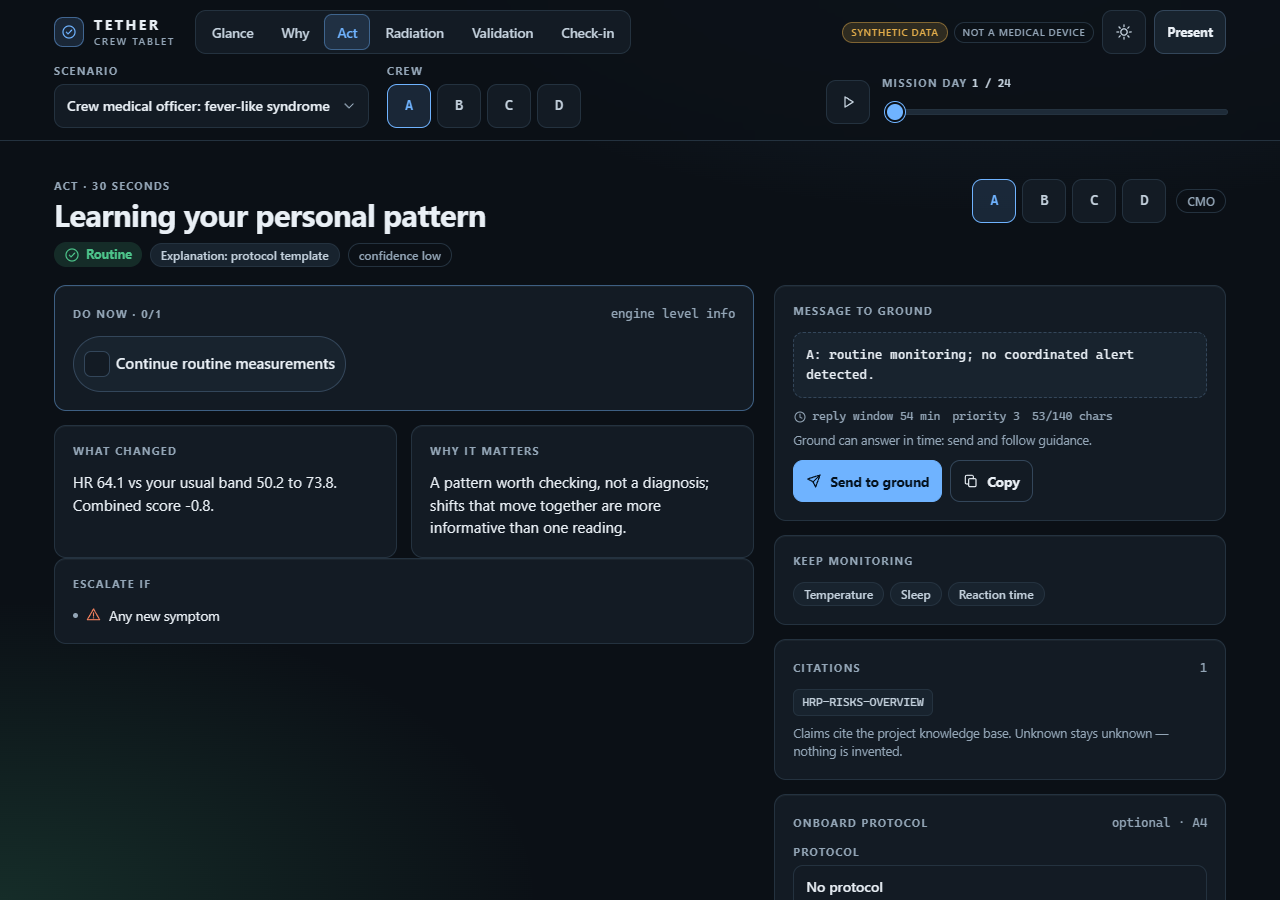 TETHER
CREW TABLET
Glance
Why
Act
Radiation
Validation
Check-in
SYNTHETIC DATA
NOT A MEDICAL DEVICE
Present
SCENARIO
Crew medical officer: fever-like syndrome
CREW
A
B
C
D
MISSION DAY 1 / 24
ACT · 30 SECONDS
Learning your personal pattern
Routine
Explanation: protocol template
confidence low
A
B
C
D
CMO
DO NOW · 0/1
engine level info
Continue routine measurements
WHAT CHANGED
HR 64.1 vs your usual band 50.2 to 73.8.
Combined score -0.8.
WHY IT MATTERS
A pattern worth checking, not a diagnosis;
shifts that move together are more
informative than one reading.
ESCALATE IF
Any new symptom
MESSAGE TO GROUND
A: routine monitoring; no coordinated alert
detected.
reply window 54 min
priority 3
53/140 chars
Ground can answer in time: send and follow guidance.
Send to ground
Copy
KEEP MONITORING
Temperature
Sleep
Reaction time
CITATIONS
1
HRP-RISKS-OVERVIEW
Claims cite the project knowledge base. Unknown stays unknown —
nothing is invented.
ONBOARD PROTOCOL
optional · A4
PROTOCOL
No protocol